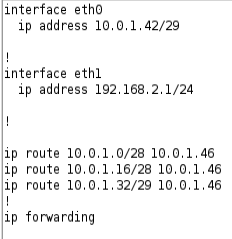 interface eth0
  ip address 10.0.1.42/29
!
interface eth1
  ip address 192.168.2.1/24
!
ip route 10.0.1.0/28 10.0.1.46
ip route 10.0.1.16/28 10.0.1.46
ip route 10.0.1.32/29 10.0.1.46
!
ip forwarding